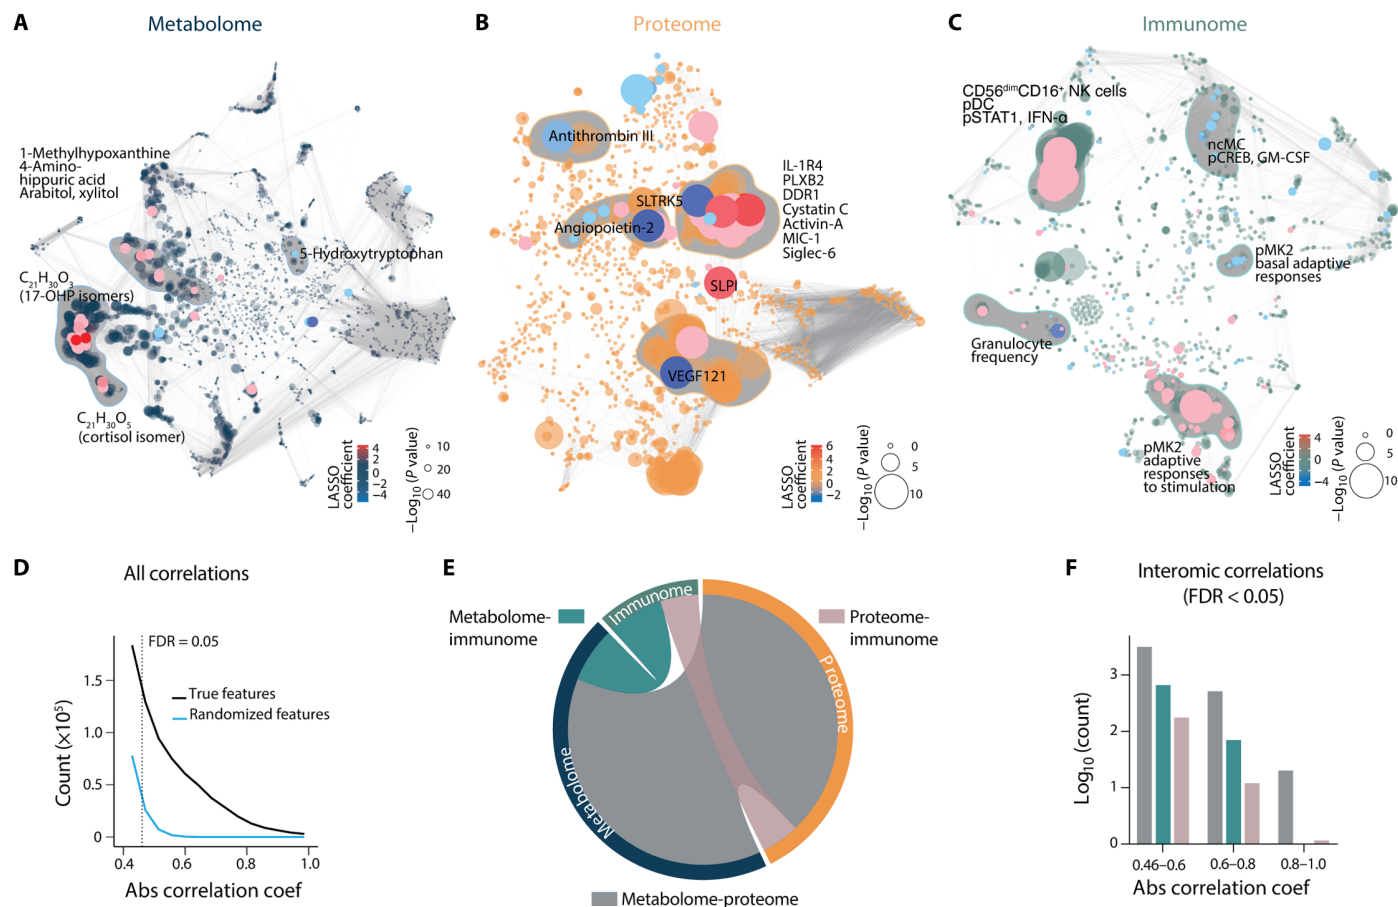 A
Metabolome
1-Methylhypoxanthine
4-Amino-
hippuric acid
Arabitol, xylitol
5-Hydroxytryptophan
C21H30O3
(17-OHP isomers)
C21H30O5
(cortisol isomer)
LASSO
coefficient
4
2
0
−2
−4
−Log10 (P value)
10
20
40
B
Proteome
Antithrombin III
SLTRK5
Angiopoietin-2
IL-1R4
PLXB2
DDR1
Cystatin C
Activin-A
MIC-1
Siglec-6
SLPI
VEGF121
LASSO
coefficient
6
4
2
0
−2
−Log10 (P value)
0
5
10
C
Immunome
CD56dimCD16+ NK cells
pDC
pSTAT1, IFN-α
ncMC
pCREB, GM-CSF
pMK2
basal adaptive
responses
Granulocyte
frequency
pMK2
adaptive
responses
to stimulation
LASSO
coefficient
4
0
−4
−Log10 (P value)
0
5
10
D
All correlations
FDR = 0.05
True features
Randomized features
Count (×10⁵)
1.5
1.0
0.5
0
0.4
0.6
0.8
1.0
Abs correlation coef
E
Metabolome-
immunome
Immunome
Proteome-
immunome
Proteome
Metabolome
Metabolome-proteome
F
Interomic correlations
(FDR < 0.05)
Log10 (count)
3
2
1
0
0.46–0.6
0.6–0.8
0.8–1.0
Abs correlation coef